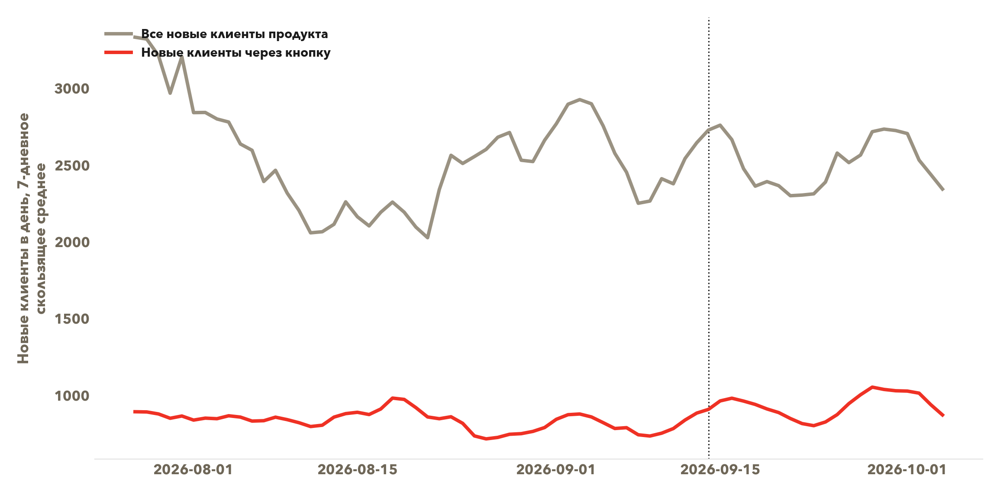 Все новые клиенты продукта
Новые клиенты через кнопку
Новые клиенты в день, 7-дневное
скользящее среднее
3000
2500
2000
1500
1000
2026-08-01
2026-08-15
2026-09-01
2026-09-15
2026-10-01